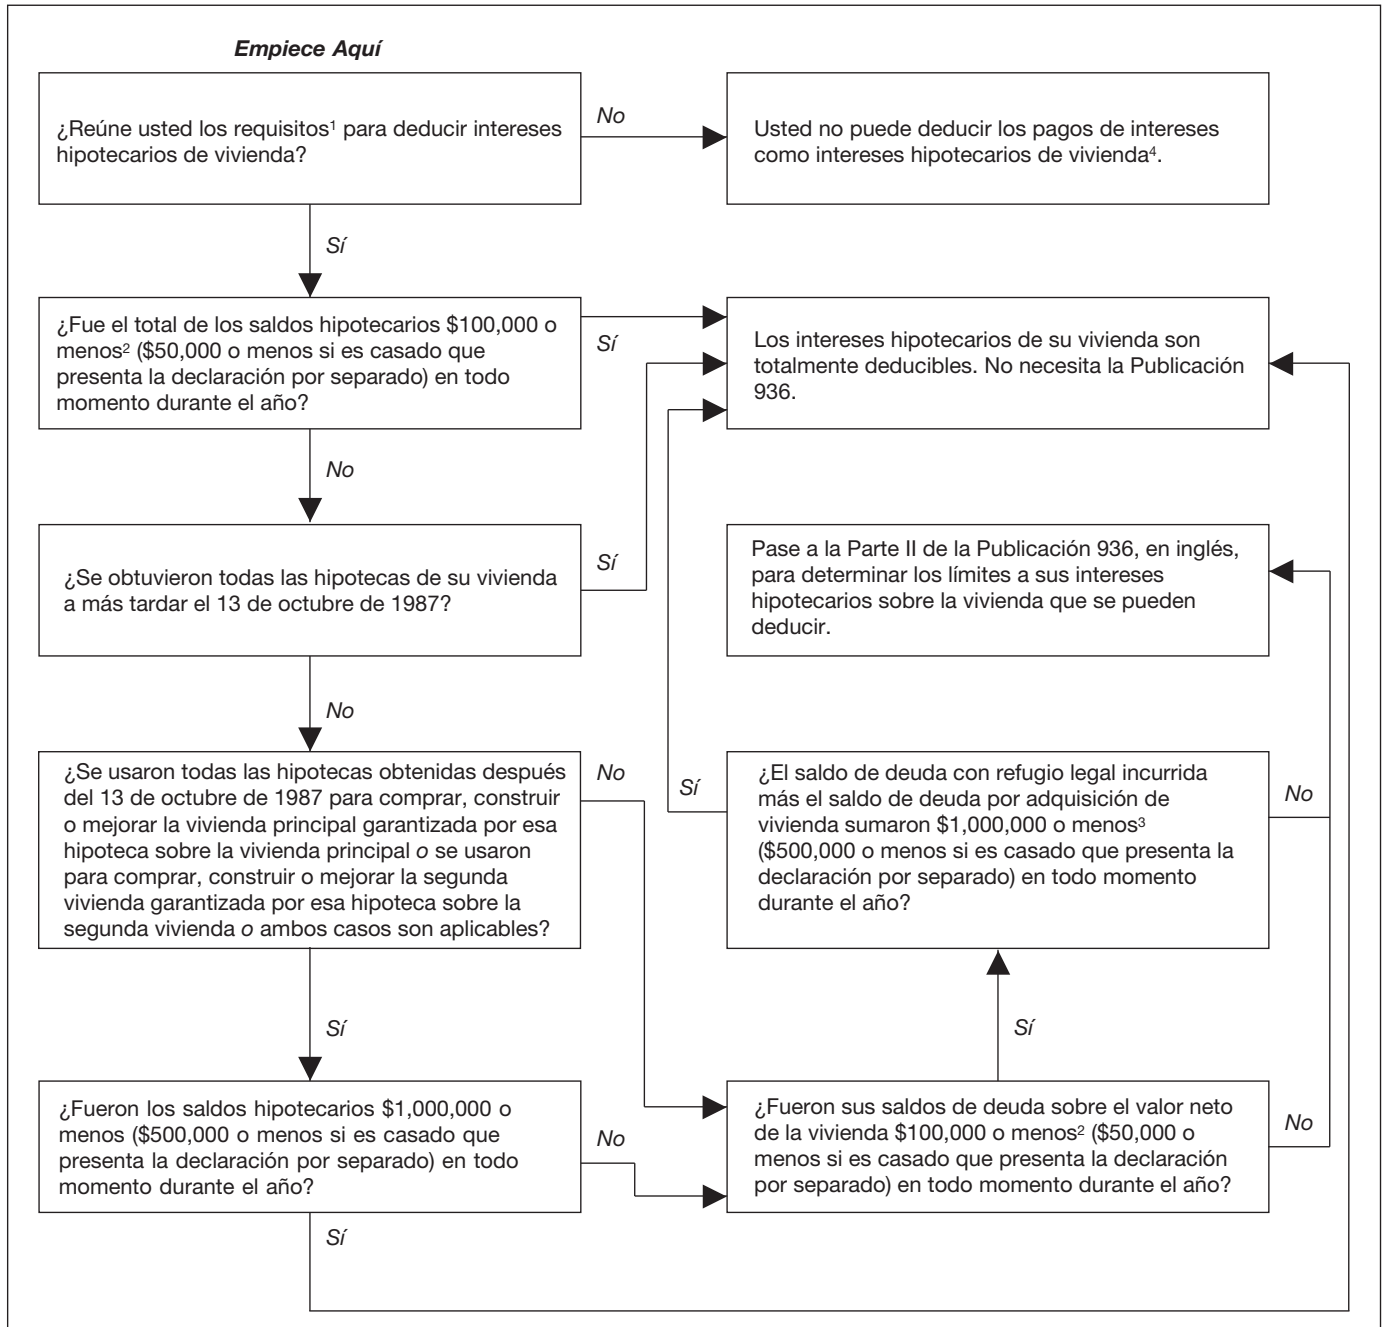 Empiece Aquí
¿Reúne usted los requisitos¹ para deducir intereses
hipotecarios de vivienda?
No
Usted no puede deducir los pagos de intereses
como intereses hipotecarios de vivienda⁴.
Sí
¿Fue el total de los saldos hipotecarios $100,000 o
menos² ($50,000 o menos si es casado que
presenta la declaración por separado) en todo
momento durante el año?
Sí
Los intereses hipotecarios de su vivienda son
totalmente deducibles. No necesita la Publicación
936.
No
¿Se obtuvieron todas las hipotecas de su vivienda
a más tardar el 13 de octubre de 1987?
Sí
Pase a la Parte II de la Publicación 936, en inglés,
para determinar los límites a sus intereses
hipotecarios sobre la vivienda que se pueden
deducir.
No
¿Se usaron todas las hipotecas obtenidas después
del 13 de octubre de 1987 para comprar, construir
o mejorar la vivienda principal garantizada por esa
hipoteca sobre la vivienda principal o se usaron
para comprar, construir o mejorar la segunda
vivienda garantizada por esa hipoteca sobre la
segunda vivienda o ambos casos son aplicables?
No
Sí
¿El saldo de deuda con refugio legal incurrida
más el saldo de deuda por adquisición de
vivienda sumaron $1,000,000 o menos³
($500,000 o menos si es casado que presenta la
declaración por separado) en todo momento
durante el año?
No
Sí
Sí
¿Fueron los saldos hipotecarios $1,000,000 o
menos ($500,000 o menos si es casado que
presenta la declaración por separado) en todo
momento durante el año?
No
¿Fueron sus saldos de deuda sobre el valor neto
de la vivienda $100,000 o menos² ($50,000 o
menos si es casado que presenta la declaración
por separado) en todo momento durante el año?
No
Sí